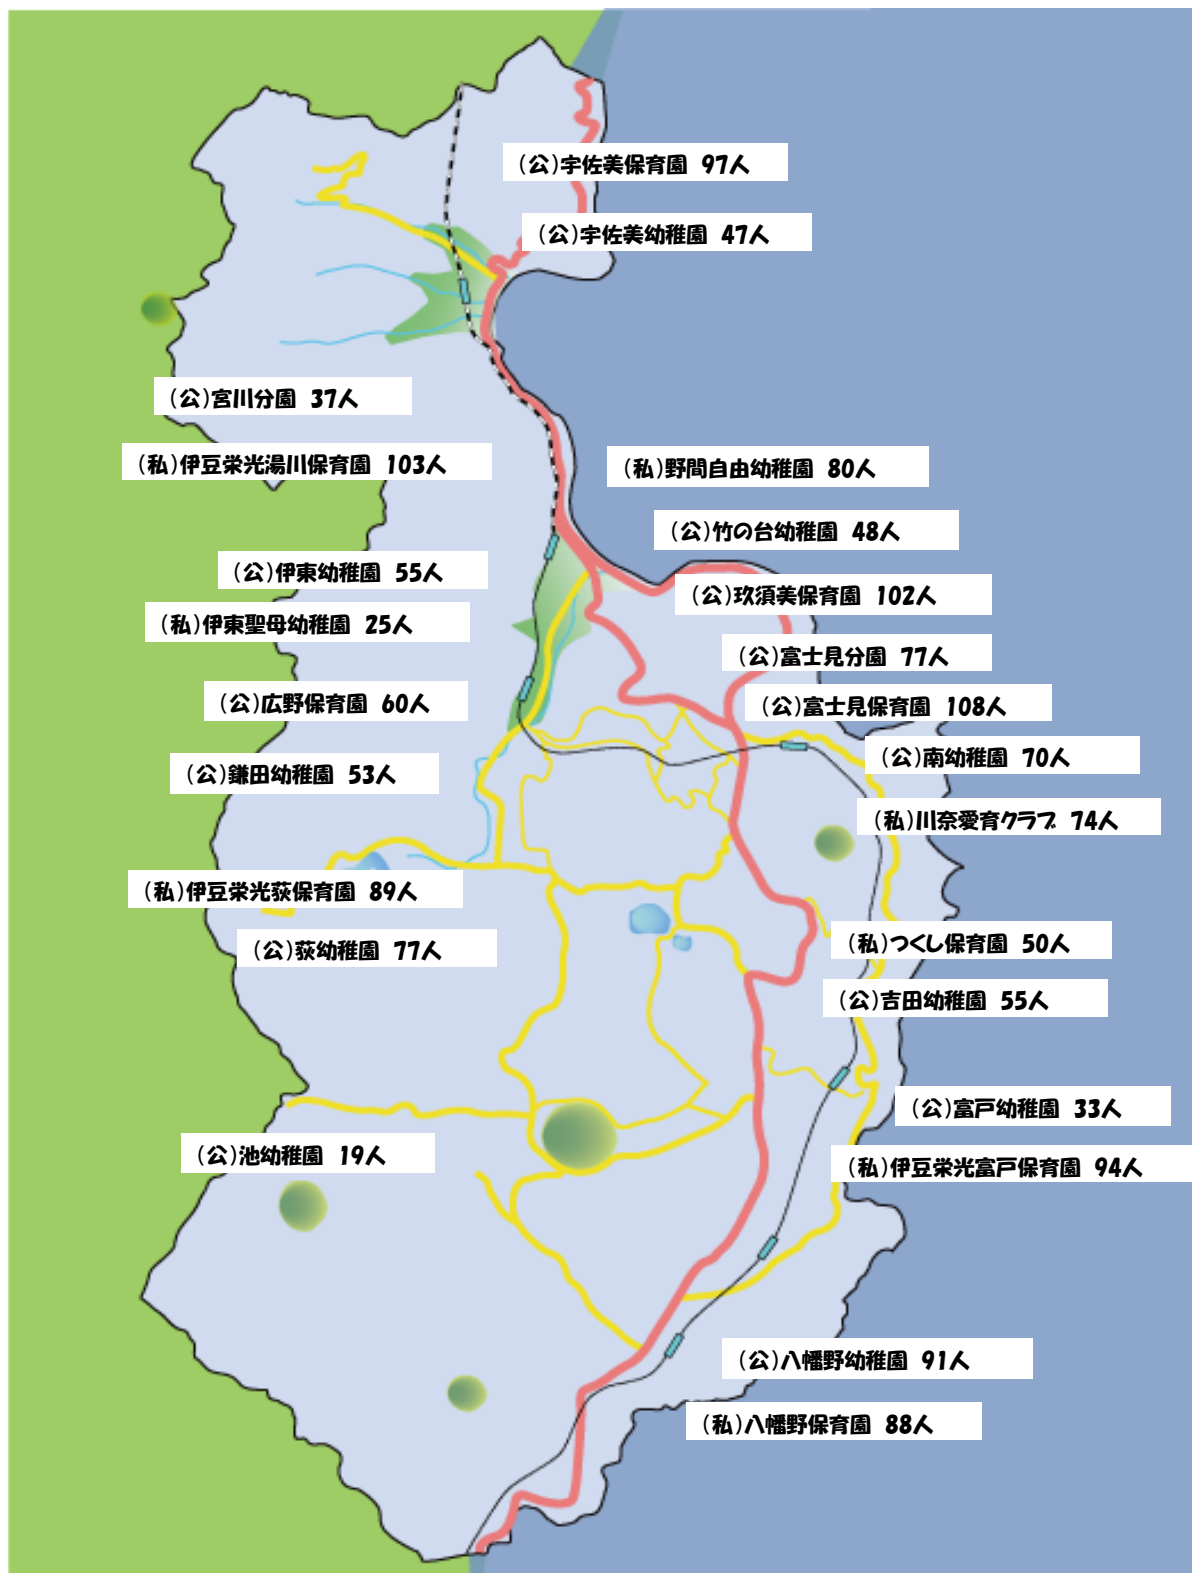 （公）宇佐美保育園 97人
（公）宇佐美幼稚園 47人
（公）宮川分園 37人
（私）伊豆栄光湯川保育園 103人
（私）野間自由幼稚園 80人
（公）竹の台幼稚園 48人
（公）伊東幼稚園 55人
（公）玖須美保育園 102人
（私）伊東聖母幼稚園 25人
（公）富士見分園 77人
（公）広野保育園 60人
（公）富士見保育園 108人
（公）南幼稚園 70人
（公）鎌田幼稚園 53人
（私）川奈愛育クラブ 74人
（私）伊豆栄光荻保育園 89人
（公）荻幼稚園 77人
（私）つくし保育園 50人
（公）吉田幼稚園 55人
（公）富戸幼稚園 33人
（公）池幼稚園 19人
（私）伊豆栄光富戸保育園 94人
（公）八幡野幼稚園 91人
（私）八幡野保育園 88人